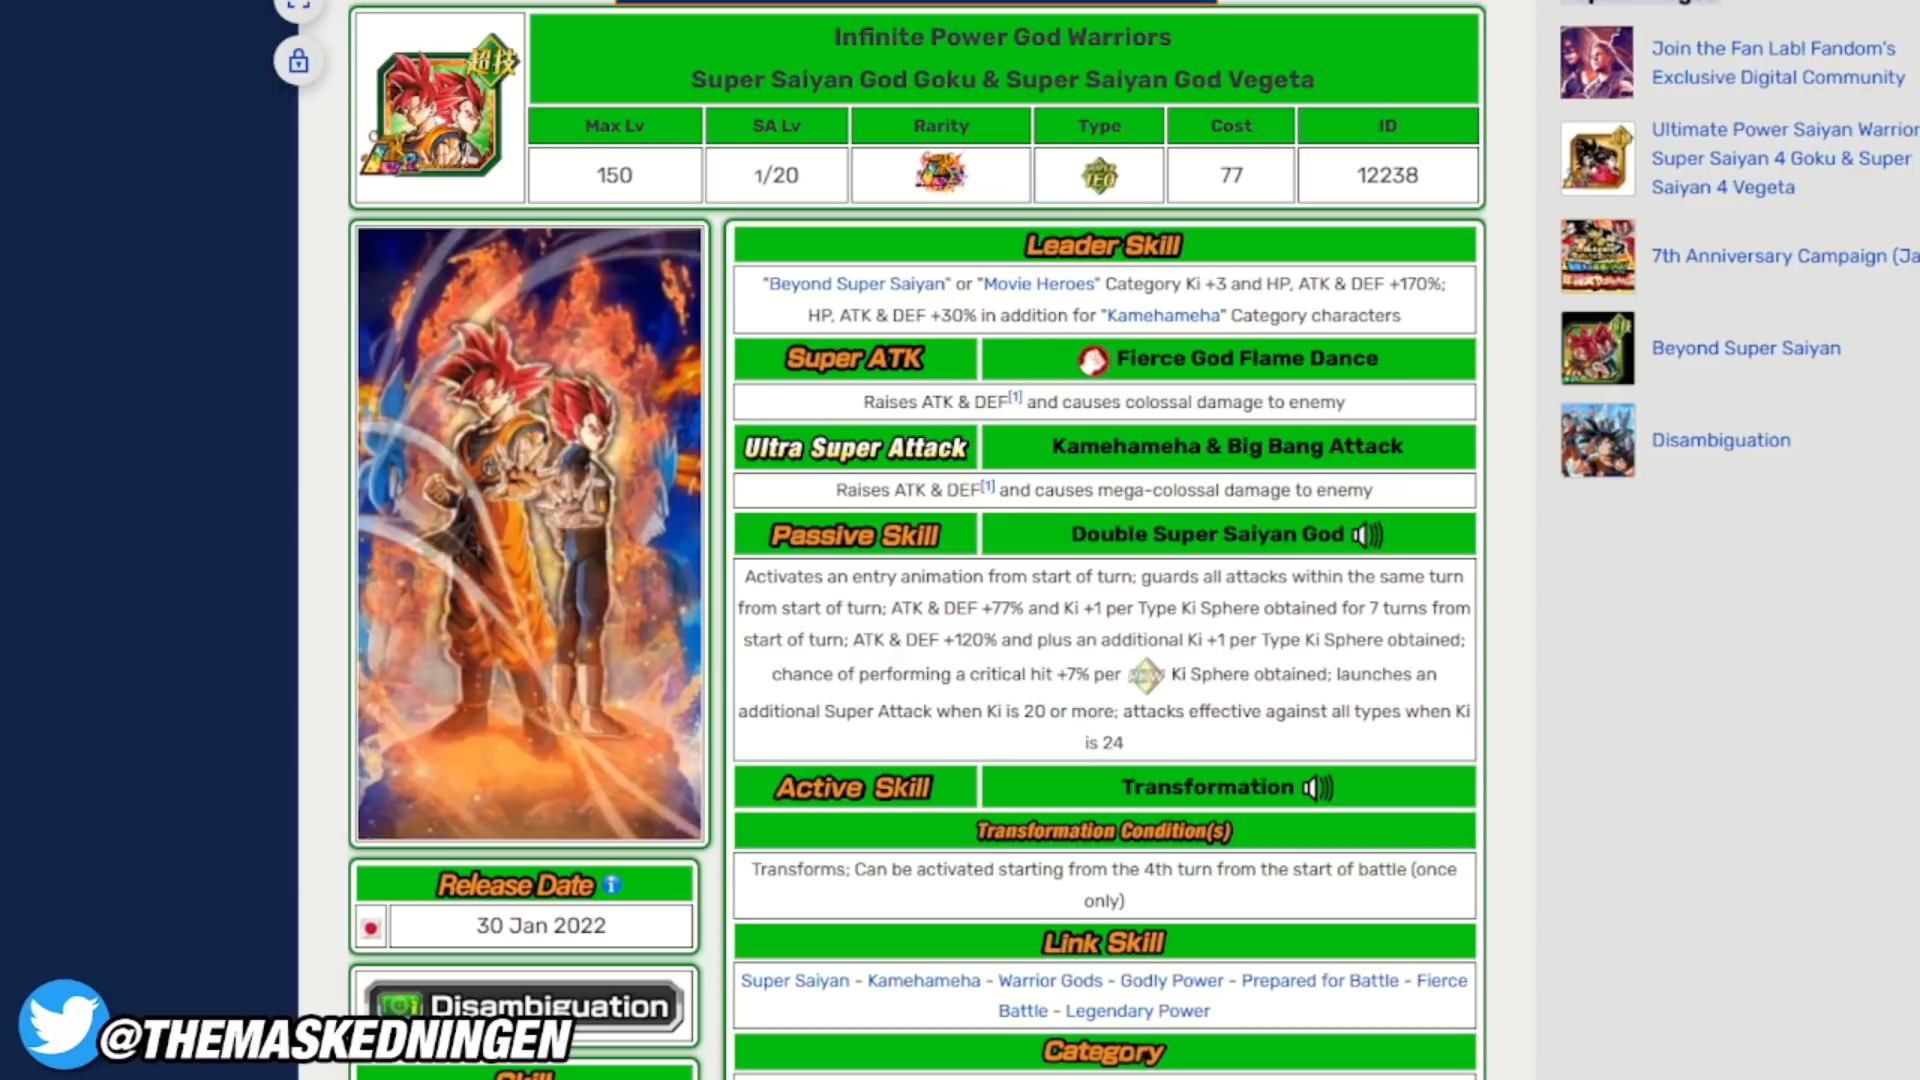 Infinite Power God Warriors
Super Saiyan God Goku & Super Saiyan God Vegeta
超技
LR
Max Lv
SA Lv
Rarity
Type
Cost
ID
150
1/20
LR
SUPER TEQ
77
12238
Leader Skill
"Beyond Super Saiyan" or "Movie Heroes" Category Ki +3 and HP, ATK & DEF +170%;
HP, ATK & DEF +30% in addition for "Kamehameha" Category characters
Super ATK
Fierce God Flame Dance
Raises ATK & DEF[1] and causes colossal damage to enemy
Ultra Super Attack
Kamehameha & Big Bang Attack
Raises ATK & DEF[1] and causes mega-colossal damage to enemy
Passive Skill
Double Super Saiyan God
Activates an entry animation from start of turn; guards all attacks within the same turn
from start of turn; ATK & DEF +77% and Ki +1 per Type Ki Sphere obtained for 7 turns from
start of turn; ATK & DEF +120% and plus an additional Ki +1 per Type Ki Sphere obtained;
chance of performing a critical hit +7% per RKW Ki Sphere obtained; launches an
additional Super Attack when Ki is 20 or more; attacks effective against all types when Ki
is 24
Active Skill
Transformation
Transformation Condition(s)
Transforms; Can be activated starting from the 4th turn from the start of battle (once
only)
Link Skill
Super Saiyan - Kamehameha - Warrior Gods - Godly Power - Prepared for Battle - Fierce
Battle - Legendary Power
Category
Release Date
30 Jan 2022
Disambiguation
Skill
@THEMASKEDNINGEN
Join the Fan Lab! Fandom's
Exclusive Digital Community
Ultimate Power Saiyan Warrior
Super Saiyan 4 Goku & Super
Saiyan 4 Vegeta
7th Anniversary Campaign (Ja
Beyond Super Saiyan
Disambiguation